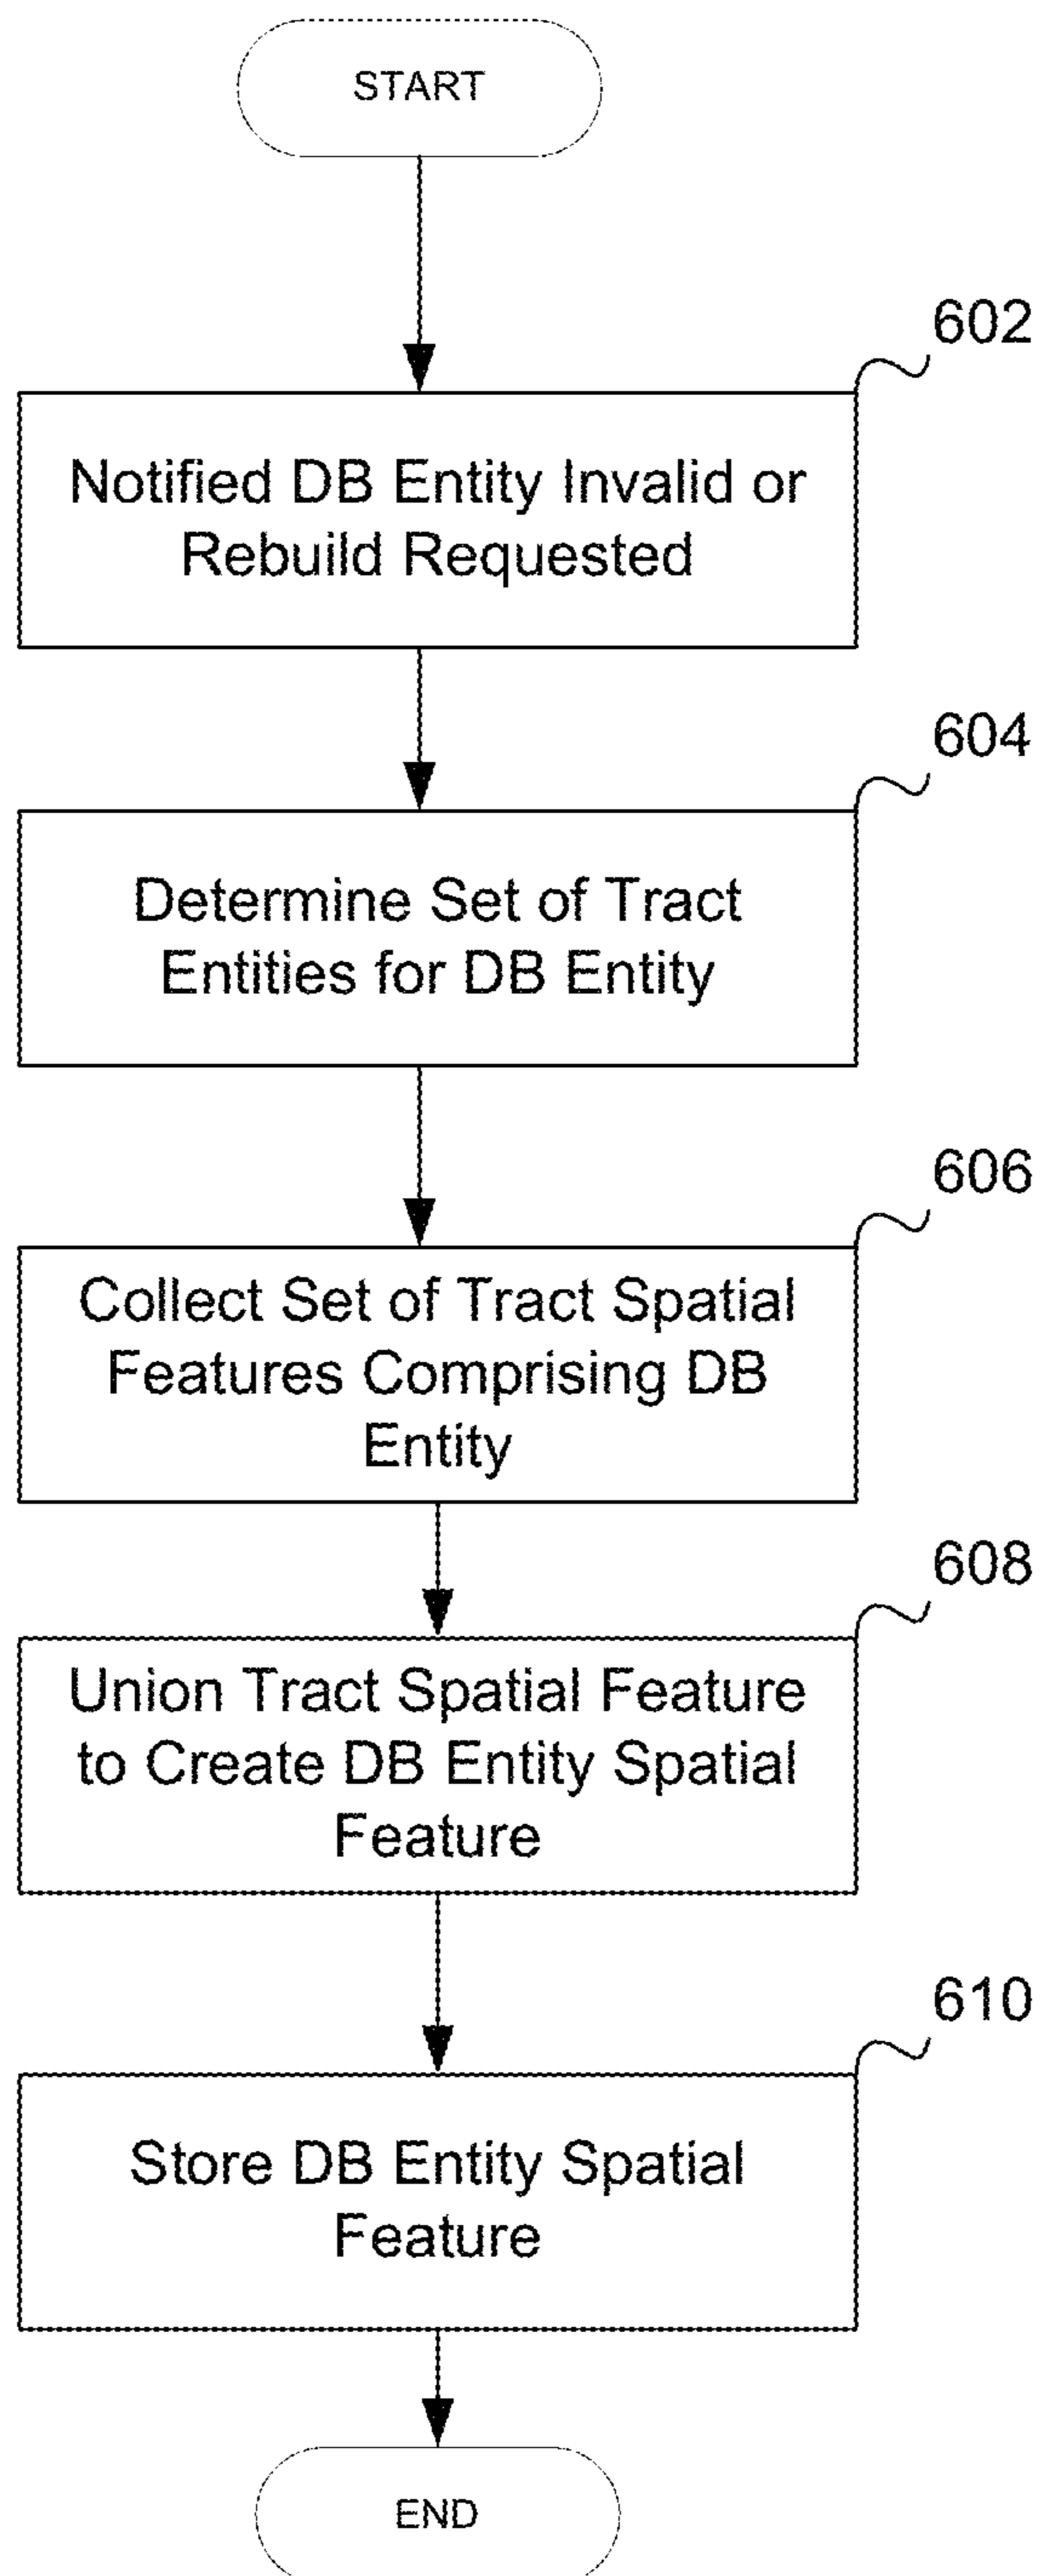 START
602
Notified DB Entity Invalid or
Rebuild Requested
604
Determine Set of Tract
Entities for DB Entity
606
Collect Set of Tract Spatial
Features Comprising DB
Entity
608
Union Tract Spatial Feature
to Create DB Entity Spatial
Feature
610
Store DB Entity Spatial
Feature
END